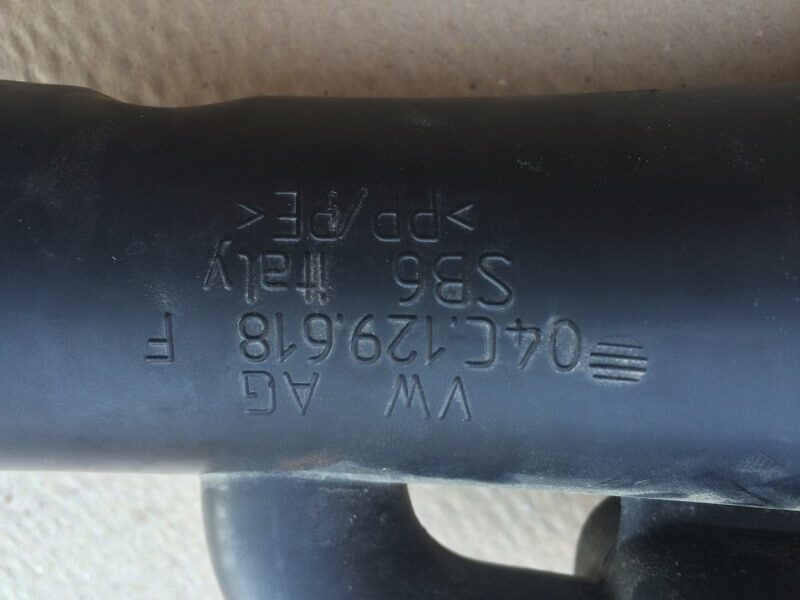 VW AG
04C.129.618 F
SB6 italy
>PP/PE<